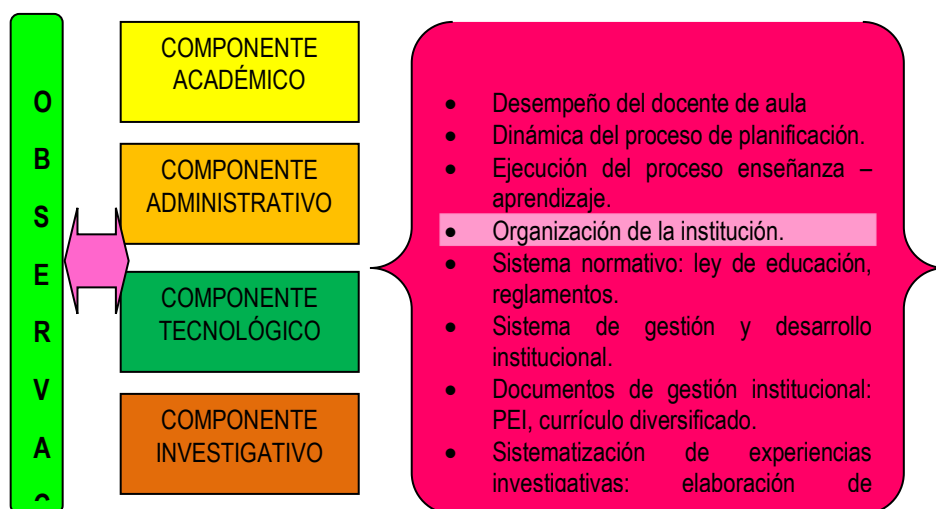 O
B
S
E
R
V
A
COMPONENTE
ACADÉMICO
COMPONENTE
ADMINISTRATIVO
COMPONENTE
TECNOLÓGICO
COMPONENTE
INVESTIGATIVO
• Desempeño del docente de aula
• Dinámica del proceso de planificación.
• Ejecución del proceso enseñanza –
aprendizaje.
• Organización de la institución.
• Sistema normativo: ley de educación,
reglamentos.
• Sistema de gestión y desarrollo
institucional.
• Documentos de gestión institucional:
PEI, currículo diversificado.
• Sistematización de experiencias
investigativas: elaboración de